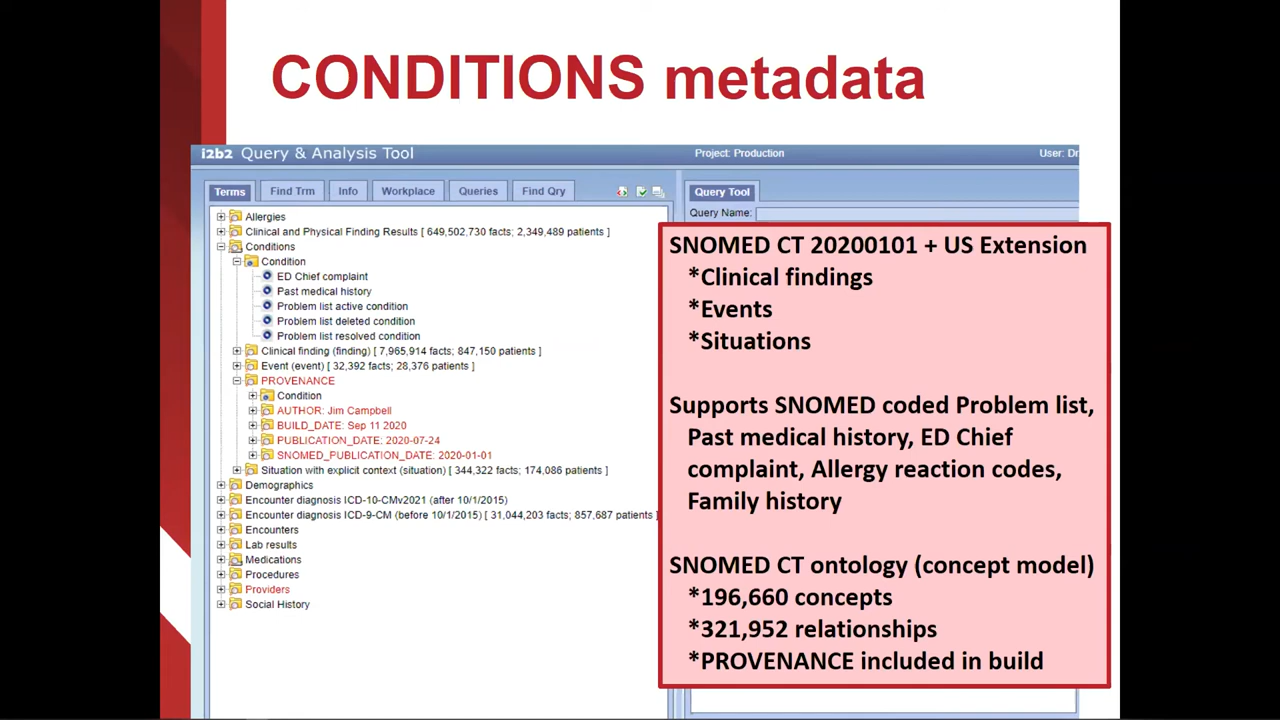 CONDITIONS metadata
i2b2 Query & Analysis Tool
Project: Production
User: Dr
Terms
Find Trm
Info
Workplace
Queries
Find Qry
Query Tool
Query Name:
Allergies
Clinical and Physical Finding Results [ 649,502,730 facts; 2,349,489 patients ]
Conditions
Condition
ED Chief complaint
Past medical history
Problem list active condition
Problem list deleted condition
Problem list resolved condition
Clinical finding (finding) [ 7,965,914 facts; 847,150 patients ]
Event (event) [ 32,392 facts; 28,376 patients ]
PROVENANCE
Condition
AUTHOR: Jim Campbell
BUILD_DATE: Sep 11 2020
PUBLICATION_DATE: 2020-07-24
SNOMED_PUBLICATION_DATE: 2020-01-01
Situation with explicit context (situation) [ 344,322 facts; 174,086 patients ]
Demographics
Encounter diagnosis ICD-10-CMv2021 (after 10/1/2015)
Encounter diagnosis ICD-9-CM (before 10/1/2015) [ 31,044,203 facts; 857,687 patients ]
Encounters
Lab results
Medications
Procedures
Providers
Social History
SNOMED CT 20200101 + US Extension
*Clinical findings
*Events
*Situations
Supports SNOMED coded Problem list,
Past medical history, ED Chief
complaint, Allergy reaction codes,
Family history
SNOMED CT ontology (concept model)
*196,660 concepts
*321,952 relationships
*PROVENANCE included in build